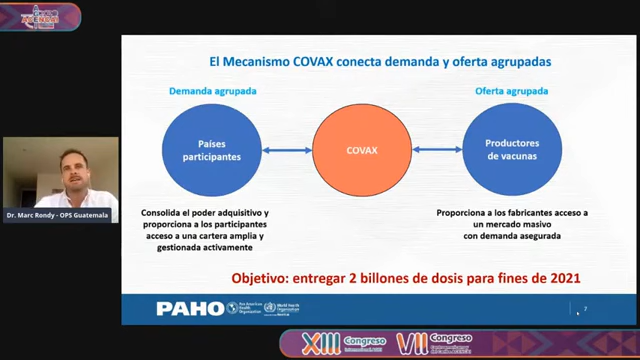 El Mecanismo COVAX conecta demanda y oferta agrupadas
Demanda agrupada
Oferta agrupada
Países
participantes
COVAX
Productores
de vacunas
Consolida el poder adquisitivo y
proporciona a los participantes
acceso a una cartera amplia y
gestionada activamente
Proporciona a los fabricantes acceso a
un mercado masivo
con demanda asegurada
Objetivo: entregar 2 billones de dosis para fines de 2021
Dr. Marc Rondy - OPS Guatemala
PAHO
Pan American
Health
Organization
World Health
Organization
7
XIII Congreso
VII Congreso